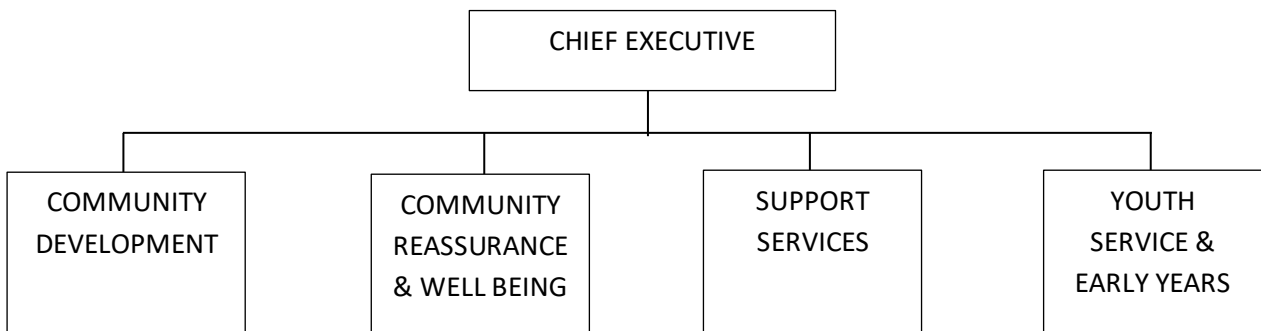 CHIEF EXECUTIVE
COMMUNITY
DEVELOPMENT
COMMUNITY
REASSURANCE
& WELL BEING
SUPPORT
SERVICES
YOUTH
SERVICE &
EARLY YEARS